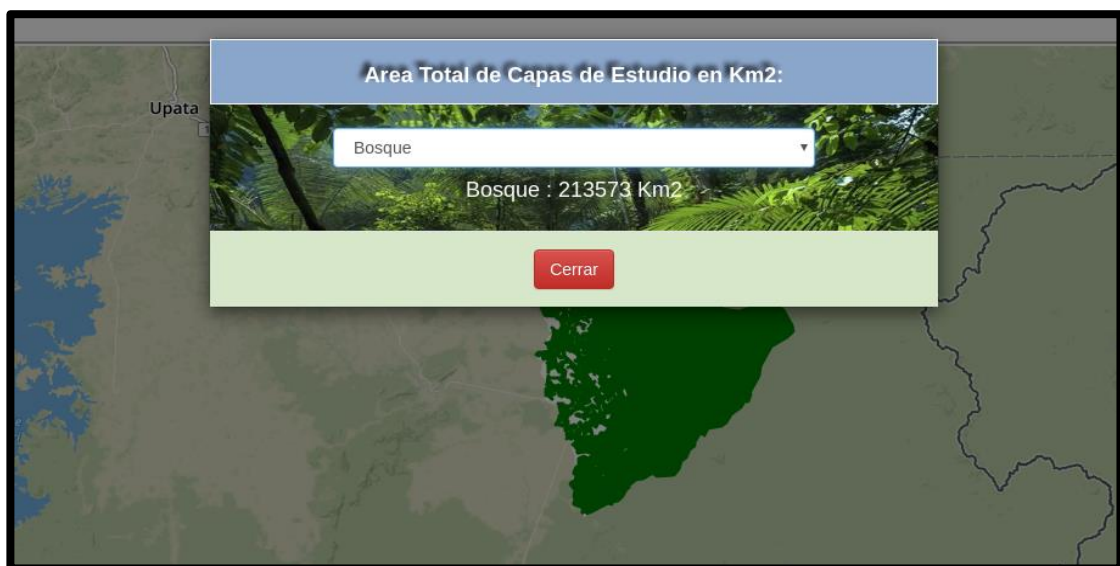 Area Total de Capas de Estudio en Km2:
Upata
Bosque
Bosque : 213573 Km2
Cerrar